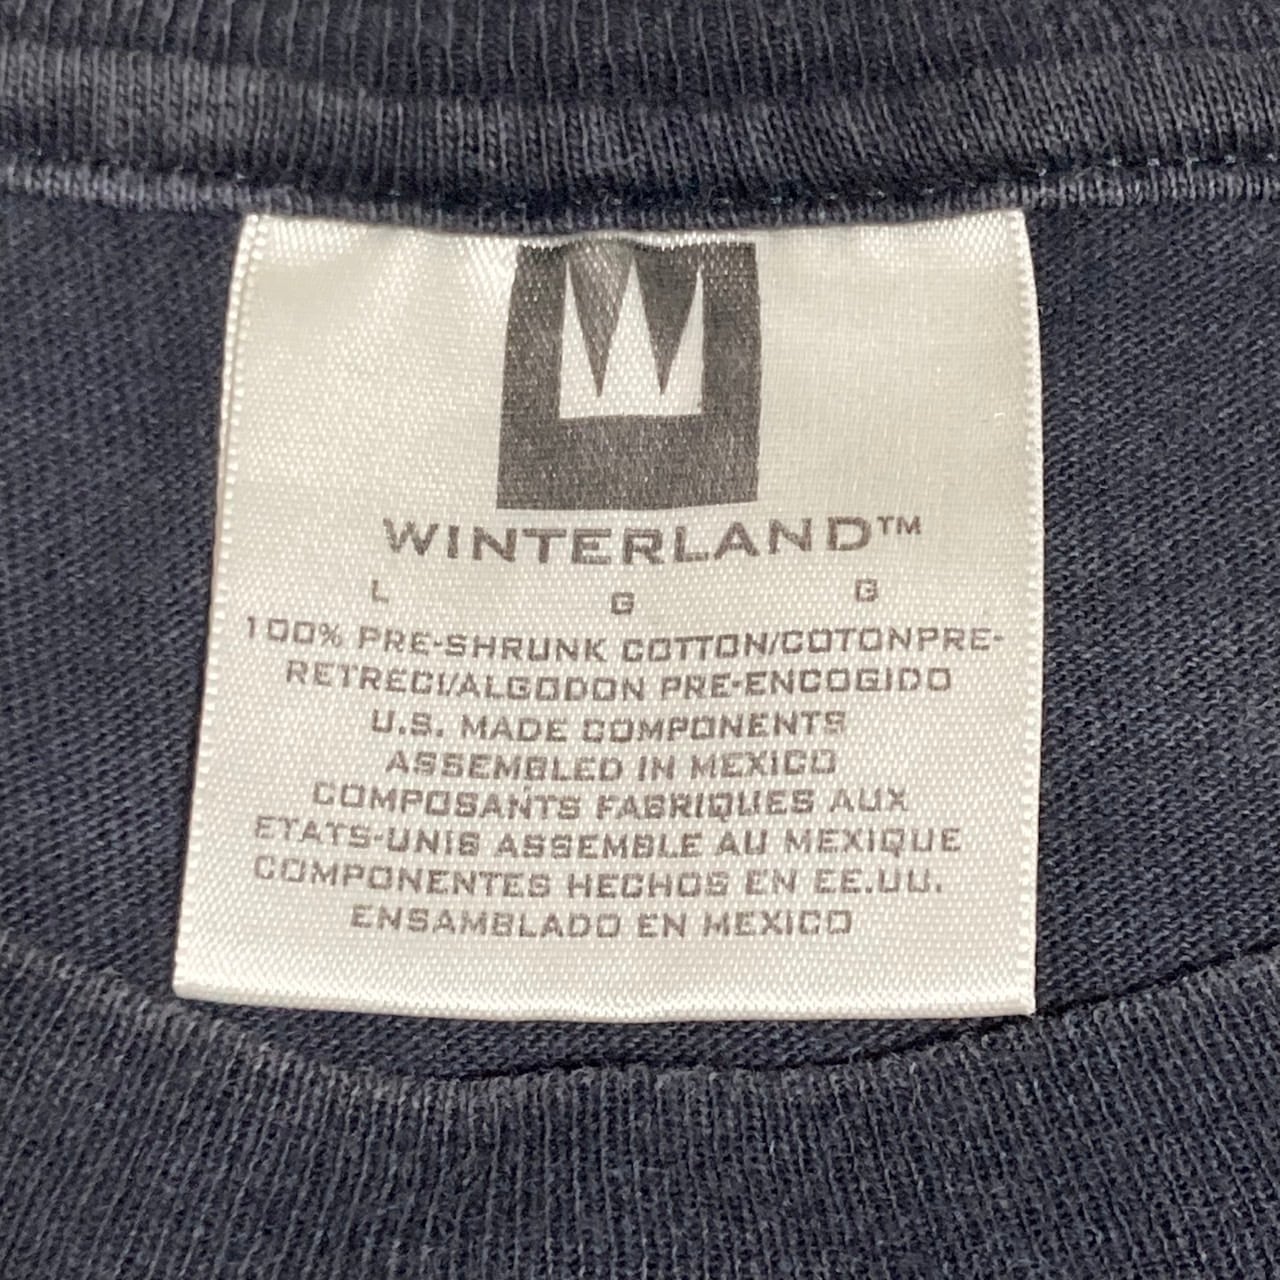 WINTERLAND™
L G G
100% PRE-SHRUNK COTTON/COTONPRE-
RETRECI/ALGODON PRE-ENCOGIDO
U.S. MADE COMPONENTS
ASSEMBLED IN MEXICO
COMPOSANTS FABRIQUES AUX
ETATS-UNIS ASSEMBLE AU MEXIQUE
COMPONENTES HECHOS EN EE.UU.
ENSAMBLADO EN MEXICO